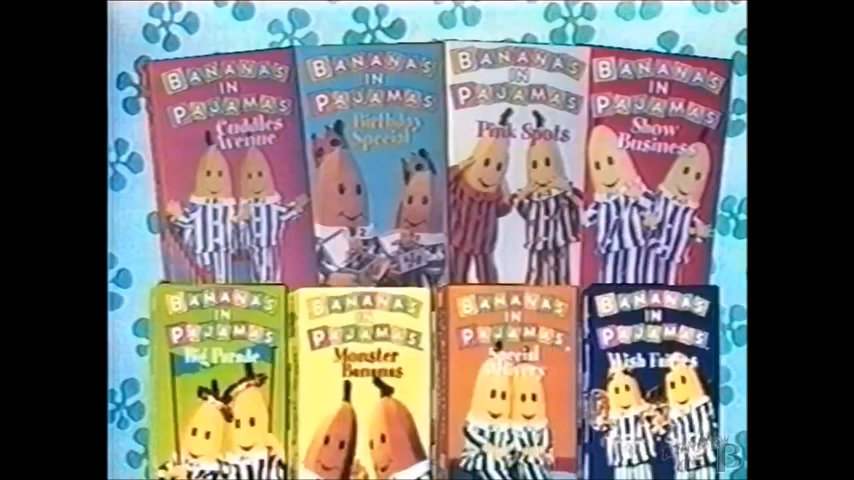 BANANAS
IN
PAJAMAS
Cuddles
Avenue
BANANAS
IN
PAJAMAS
Birthday
Special
BANANAS
IN
PAJAMAS
Pink Spots
BANANAS
IN
PAJAMAS
Show
Business
BANANAS
IN
PAJAMAS
Big Parade
BANANAS
IN
PAJAMAS
Monster
Bananas
BANANAS
IN
PAJAMAS
Special
Delivery
BANANAS
IN
PAJAMAS
Wish Fairies